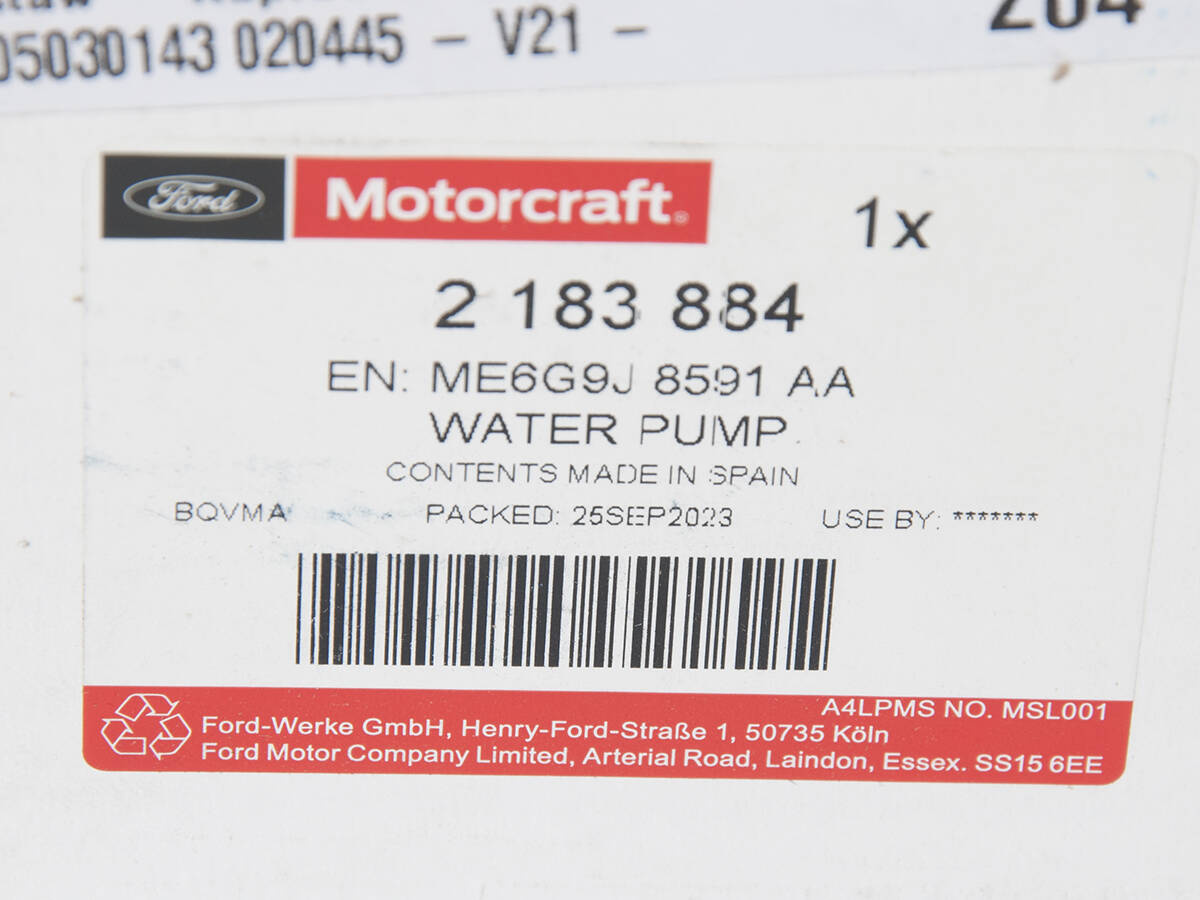 05030143 020445 - V21 -
Ford Motorcraft® 1x
2 183 884
EN: ME6G9J 8591 AA
WATER PUMP
CONTENTS MADE IN SPAIN
BQVMA PACKED: 25SEP2023 USE BY: *******
A4LPMS NO. MSL001
Ford-Werke GmbH, Henry-Ford-Straße 1, 50735 Köln
Ford Motor Company Limited, Arterial Road, Laindon, Essex. SS15 6EE